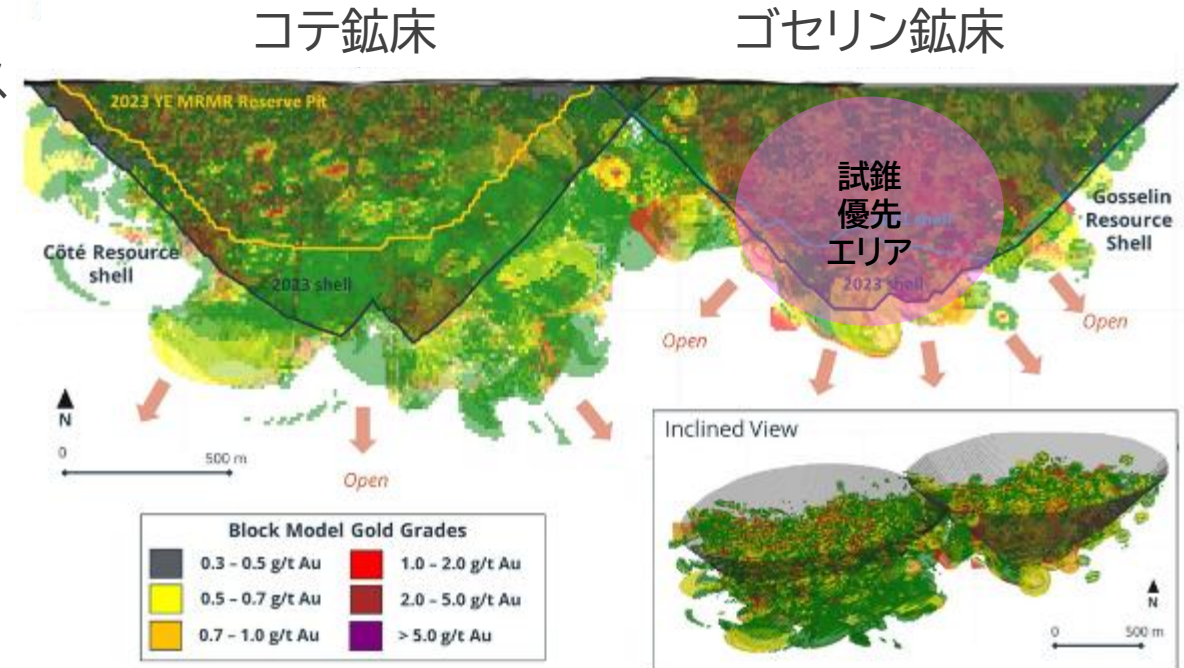 コテ鉱床
ゴセリン鉱床
2023 YE MRMR Reserve Pit
試錐
優先
エリア
shell
Gosselin
Resource
Shell
Côté Resource
shell
2023 shell
2023 shell
Open
Open
Open
N
0
500 m
Inclined View
Block Model Gold Grades
0.3 – 0.5 g/t Au
1.0 – 2.0 g/t Au
0.5 – 0.7 g/t Au
2.0 – 5.0 g/t Au
0.7 – 1.0 g/t Au
> 5.0 g/t Au
N
0
500 m